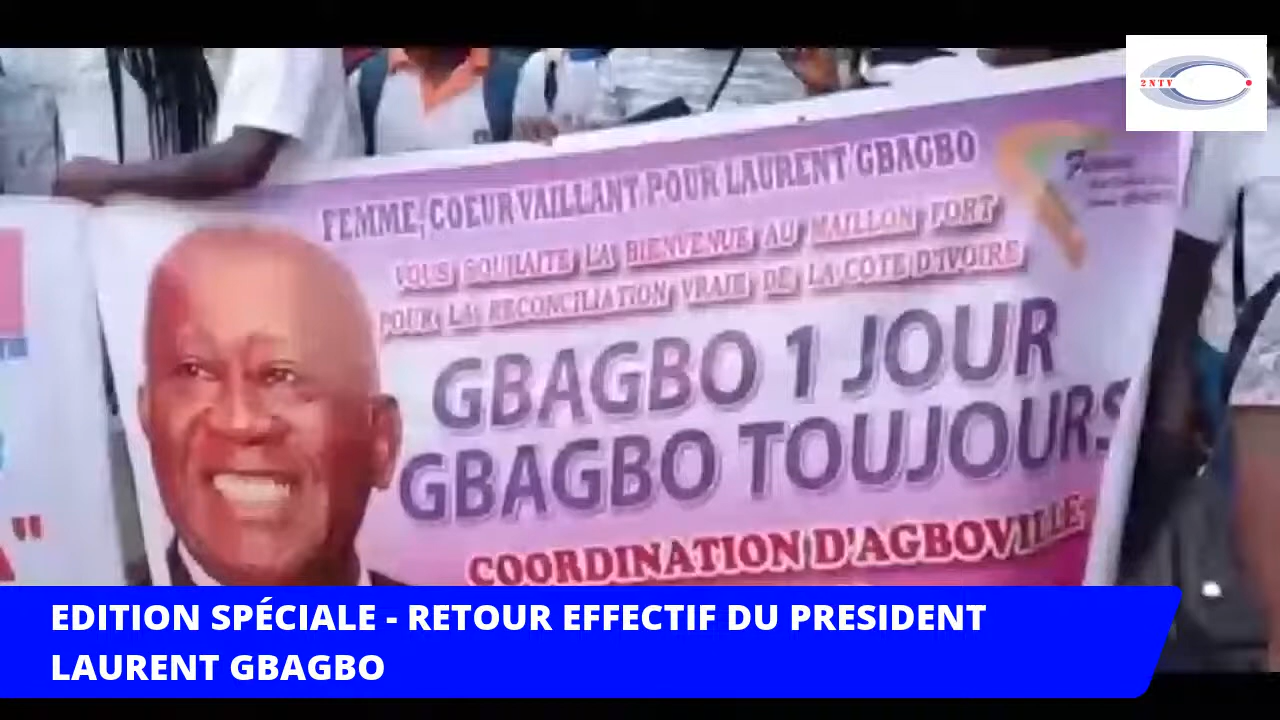 2NTV
FEMME, COEUR VAILLANT POUR LAURENT GBAGBO
VOUS SOUHAITE LA BIENVENUE AU MAILLON FORT
POUR LA RECONCILIATION VRAIE DE LA COTE D'IVOIRE
GBAGBO 1 JOUR
GBAGBO TOUJOURS
COORDINATION D'AGBOVILLE
EDITION SPÉCIALE - RETOUR EFFECTIF DU PRESIDENT
LAURENT GBAGBO